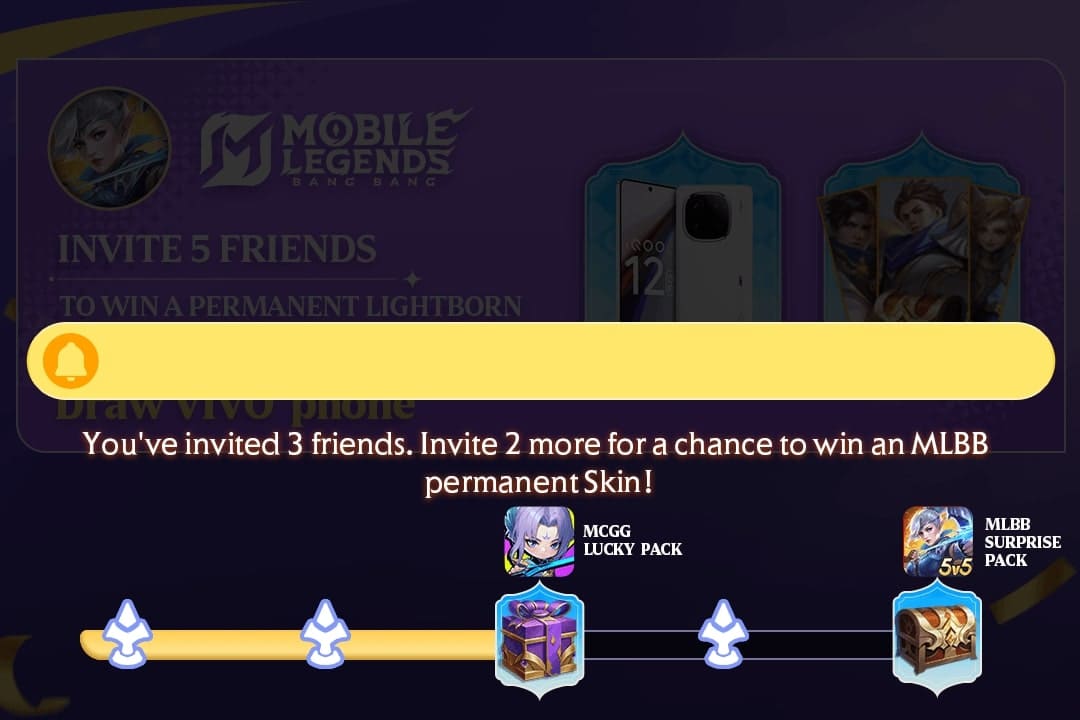 MOBILE
LEGENDS
BANG BANG
INVITE 5 FRIENDS
TO WIN A PERMANENT LIGHTBORN
IQOO
12
Draw VIVO phone
You've invited 3 friends. Invite 2 more for a chance to win an MLBB
permanent Skin!
MCGG
LUCKY PACK
MLBB
SURPRISE
PACK
5v5